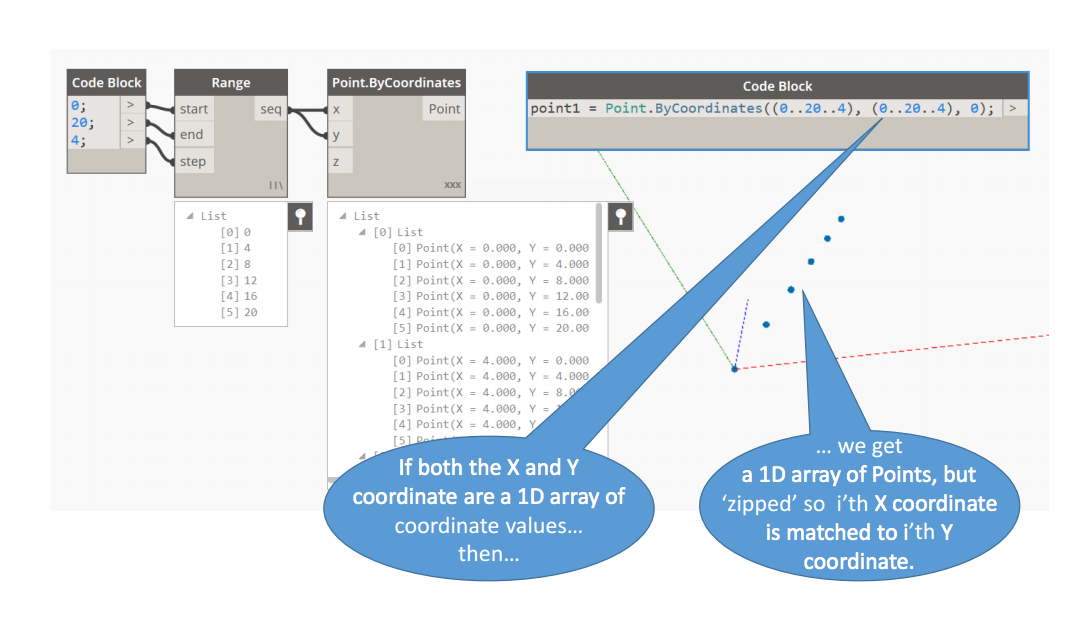 Code Block
0;
>
20;
>
4;
>
Range
start
seq
end
step
||\
Point.ByCoordinates
x
Point
y
z
xxx
Code Block
point1 = Point.ByCoordinates((0..20..4), (0..20..4), 0);
>
List
[0] 0
[1] 4
[2] 8
[3] 12
[4] 16
[5] 20
List
[0] List
[0] Point(X = 0.000, Y = 0.000
[1] Point(X = 0.000, Y = 4.000
[2] Point(X = 0.000, Y = 8.000
[3] Point(X = 0.000, Y = 12.00
[4] Point(X = 0.000, Y = 16.00
[5] Point(X = 0.000, Y = 20.00
[1] List
[0] Point(X = 4.000, Y = 0.000
[1] Point(X = 4.000, Y = 4.000
[2] Point(X = 4.000, Y = 8.0
[3] Point(X = 4.000, Y =
[4] Point(X = 4.000, Y
[5]
If both the X and Y
coordinate are a 1D array of
coordinate values...
then...
... we get
a 1D array of Points, but
‘zipped’ so i’th X coordinate
is matched to i’th Y
coordinate.